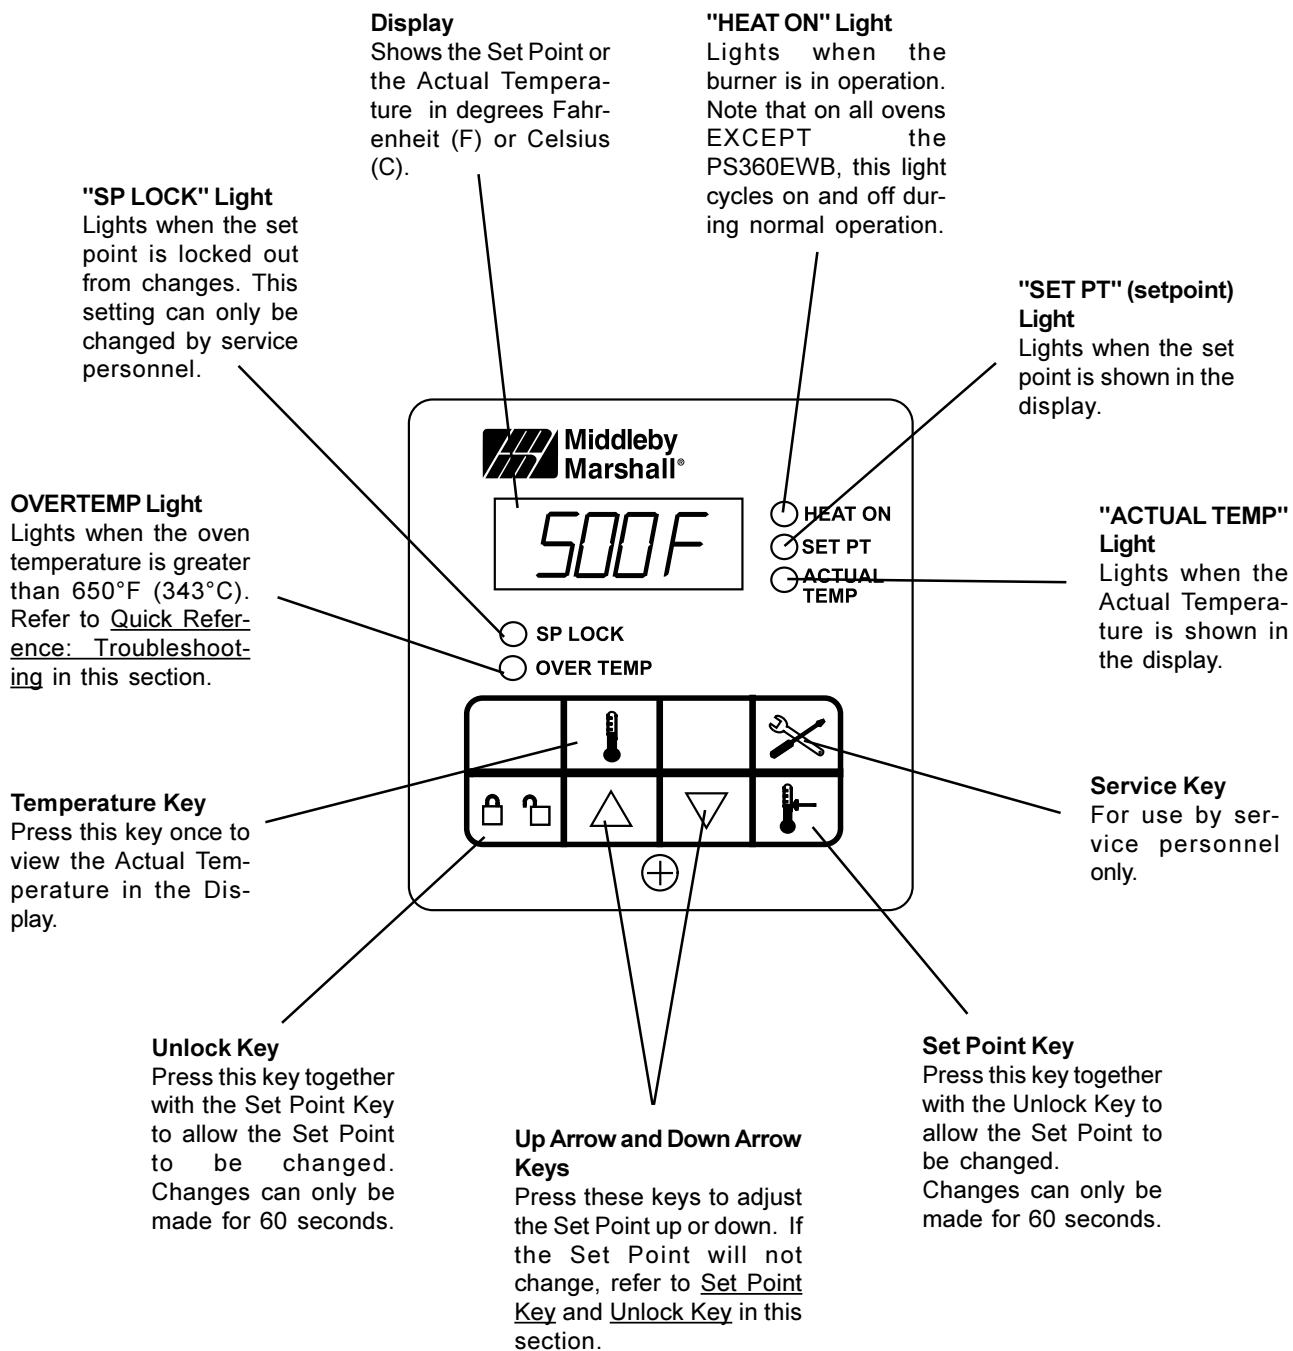 Display
Shows the Set Point or
the Actual Tempera-
ture in degrees Fahr-
enheit (F) or Celsius
(C).
"HEAT ON" Light
Lights when the
burner is in operation.
Note that on all ovens
EXCEPT the
PS360EWB, this light
cycles on and off dur-
ing normal operation.
"SP LOCK" Light
Lights when the set
point is locked out
from changes. This
setting can only be
changed by service
personnel.
"SET PT" (setpoint)
Light
Lights when the set
point is shown in the
display.
OVERTEMP Light
Lights when the oven
temperature is greater
than 650°F (343°C).
Refer to Quick Refer-
ence: Troubleshoot-
ing in this section.
Middleby
Marshall®
500F
HEAT ON
SET PT
ACTUAL
TEMP
SP LOCK
OVER TEMP
"ACTUAL TEMP"
Light
Lights when the
Actual Tempera-
ture is shown in
the display.
Temperature Key
Press this key once to
view the Actual Tem-
perature in the Dis-
play.
Service Key
For use by ser-
vice personnel
only.
Unlock Key
Press this key together
with the Set Point Key
to allow the Set Point
to be changed.
Changes can only be
made for 60 seconds.
Up Arrow and Down Arrow
Keys
Press these keys to adjust
the Set Point up or down. If
the Set Point will not
change, refer to Set Point
Key and Unlock Key in this
section.
Set Point Key
Press this key together
with the Unlock Key to
allow the Set Point to
be changed.
Changes can only be
made for 60 seconds.